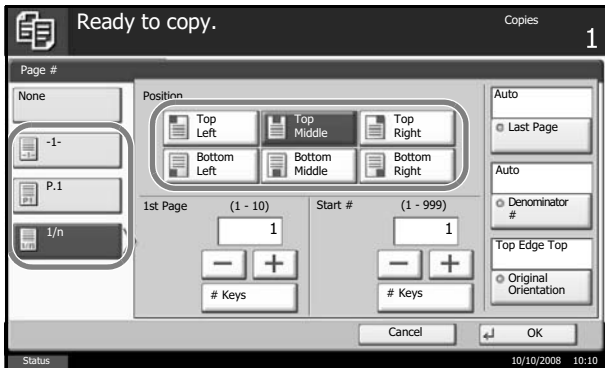 Ready to copy.
Copies
1
Page #
None
-1-
P.1
1/n
Position
Top
Left
Top
Middle
Top
Right
Bottom
Left
Bottom
Middle
Bottom
Right
1st Page (1 - 10)
1
# Keys
Start # (1 - 999)
1
# Keys
Auto
Last Page
Auto
Denominator
#
Top Edge Top
Original
Orientation
Cancel
OK
Status
10/10/2008 10:10